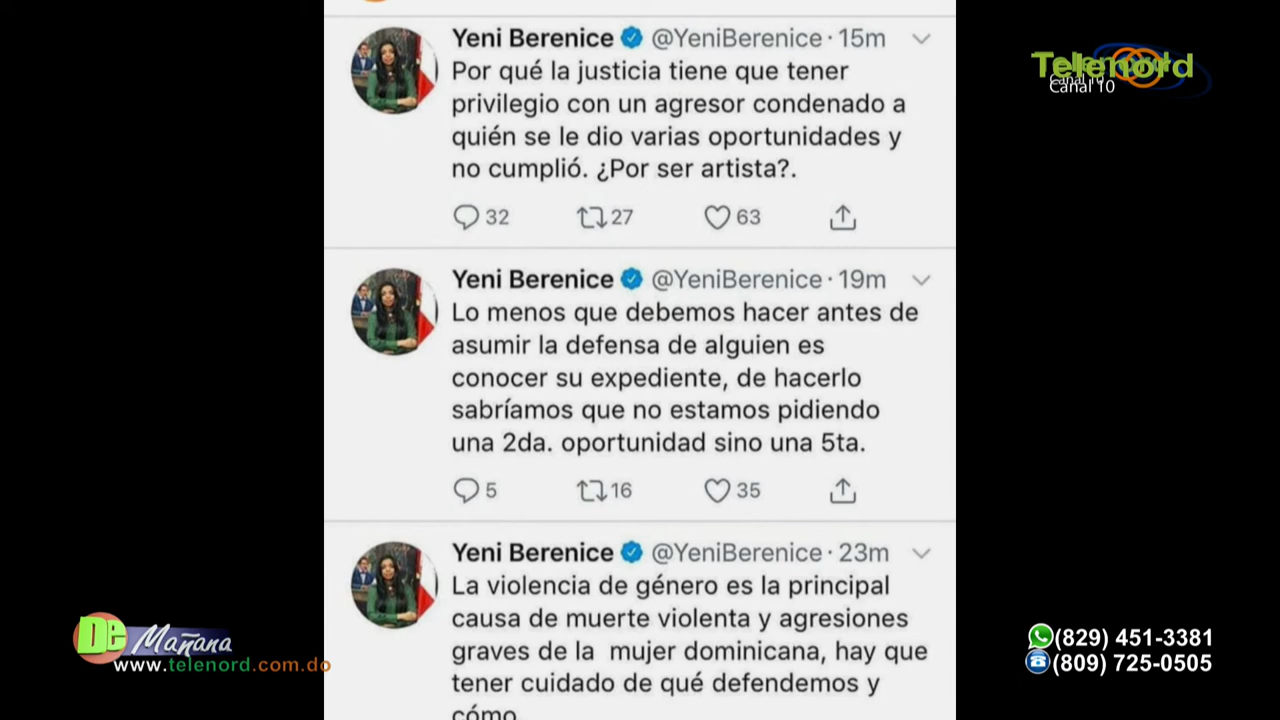 Yeni Berenice @YeniBerenice · 15m
Por qué la justicia tiene que tener
privilegio con un agresor condenado a
quién se le dio varias oportunidades y
no cumplió. ¿Por ser artista?.
32 27 63
Yeni Berenice @YeniBerenice · 19m
Lo menos que debemos hacer antes de
asumir la defensa de alguien es
conocer su expediente, de hacerlo
sabríamos que no estamos pidiendo
una 2da. oportunidad sino una 5ta.
5 16 35
Yeni Berenice @YeniBerenice · 23m
La violencia de género es la principal
causa de muerte violenta y agresiones
graves de la mujer dominicana, hay que
tener cuidado de qué defendemos y
cómo
Telenord
Canal 10
De Mañana
www.telenord.com.do
(829) 451-3381
(809) 725-0505